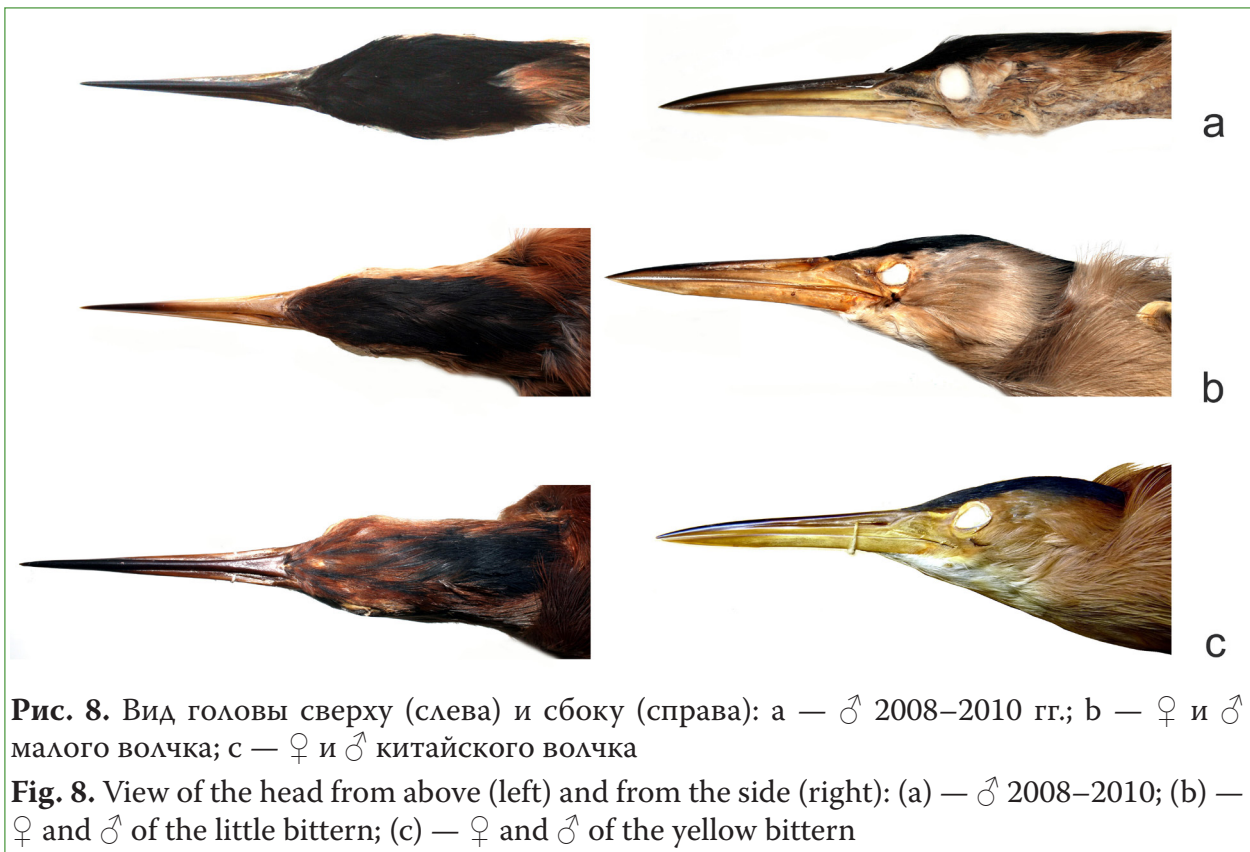 a
b
c
Рис. 8. Вид головы сверху (слева) и сбоку (справа): a — ♂ 2008–2010 гг.; b — ♀ и ♂
малого волчка; c — ♀ и ♂ китайского волчка
Fig. 8. View of the head from above (left) and from the side (right): (a) — ♂ 2008–2010; (b) —
♀ and ♂ of the little bittern; (c) — ♀ and ♂ of the yellow bittern